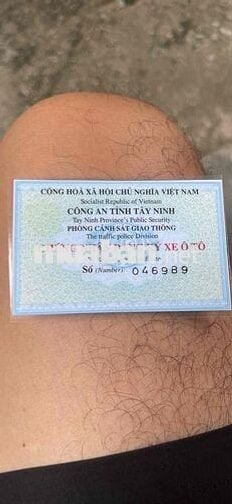 CỘNG HOÀ XÃ HỘI CHỦ NGHĨA VIỆT NAM
Socialist Republic of Vietnam
CÔNG AN TỈNH TÂY NINH
Tay Ninh Province's Public Security
PHÒNG CẢNH SÁT GIAO THÔNG
The traffic police Division
XE Ô TÔ
Số (Number): 046989